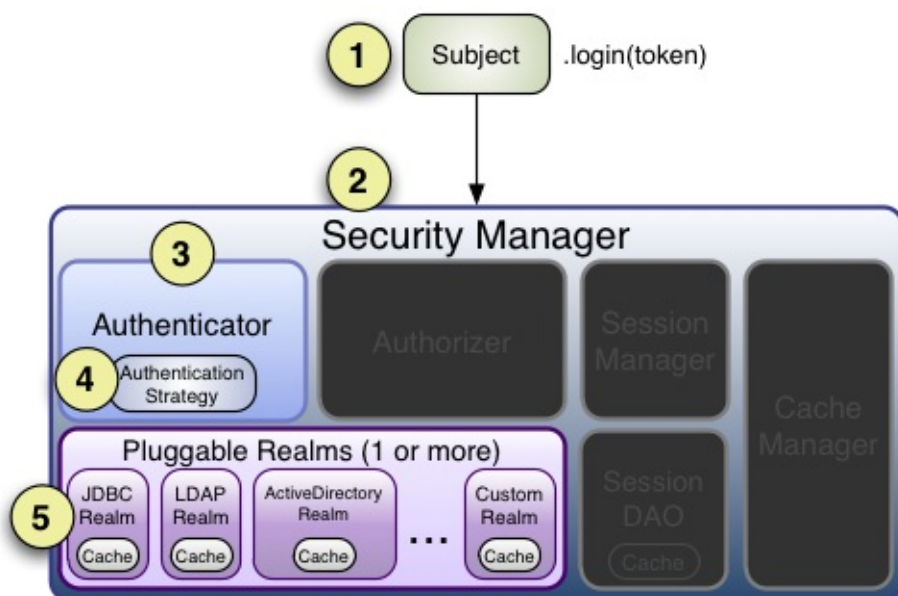 1
Subject
.login(token)
2
Security Manager
3
Authenticator
4
Authentication
Strategy
Authorizer
Session
Manager
Cache
Manager
Pluggable Realms (1 or more)
5
JDBC
Realm
Cache
LDAP
Realm
Cache
ActiveDirectory
Realm
Cache
...
Custom
Realm
Cache
Session
DAO
Cache